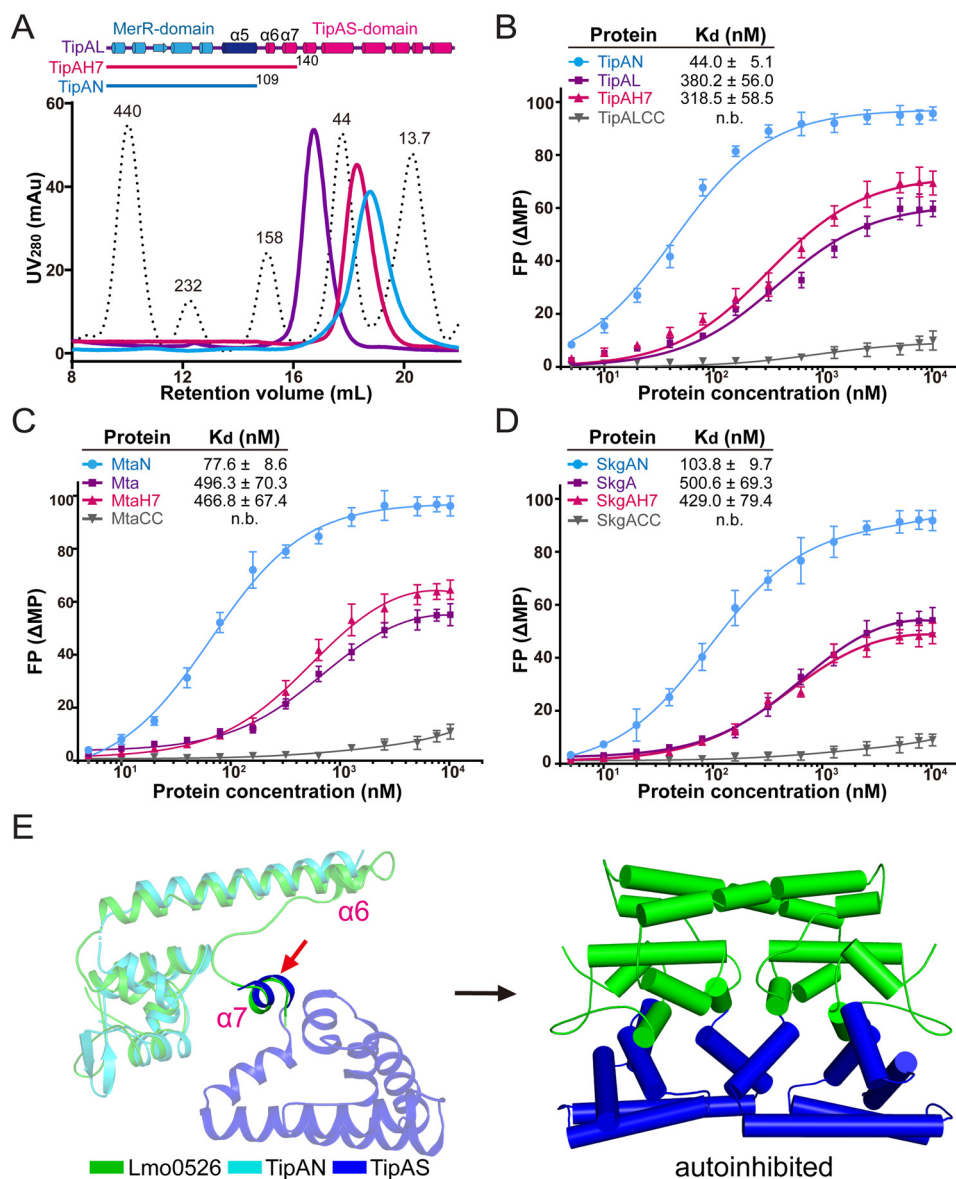 A
MerR-domain α5 α6 α7 TipAS-domain
TipAL
TipAH7 140
TipAN 109
440
232
158
44
13.7
UV280 (mAu)
60
40
20
0
8 12 16 20
Retention volume (mL)
B
Protein Kd (nM)
TipAN 44.0 ± 5.1
TipAL 380.2 ± 56.0
TipAH7 318.5 ± 58.5
TipALCC n.b.
FP (ΔMP)
100
80
60
40
20
0
10¹ 10² 10³ 10⁴
Protein concentration (nM)
C
Protein Kd (nM)
MtaN 77.6 ± 8.6
Mta 496.3 ± 70.3
MtaH7 466.8 ± 67.4
MtaCC n.b.
FP (ΔMP)
100
80
60
40
20
0
10¹ 10² 10³ 10⁴
Protein concentration (nM)
D
Protein Kd (nM)
SkgAN 103.8 ± 9.7
SkgA 500.6 ± 69.3
SkgAH7 429.0 ± 79.4
SkgACC n.b.
FP (ΔMP)
100
80
60
40
20
0
10¹ 10² 10³ 10⁴
Protein concentration (nM)
E
α6
α7
Lmo0526 TipAN TipAS
autoinhibited